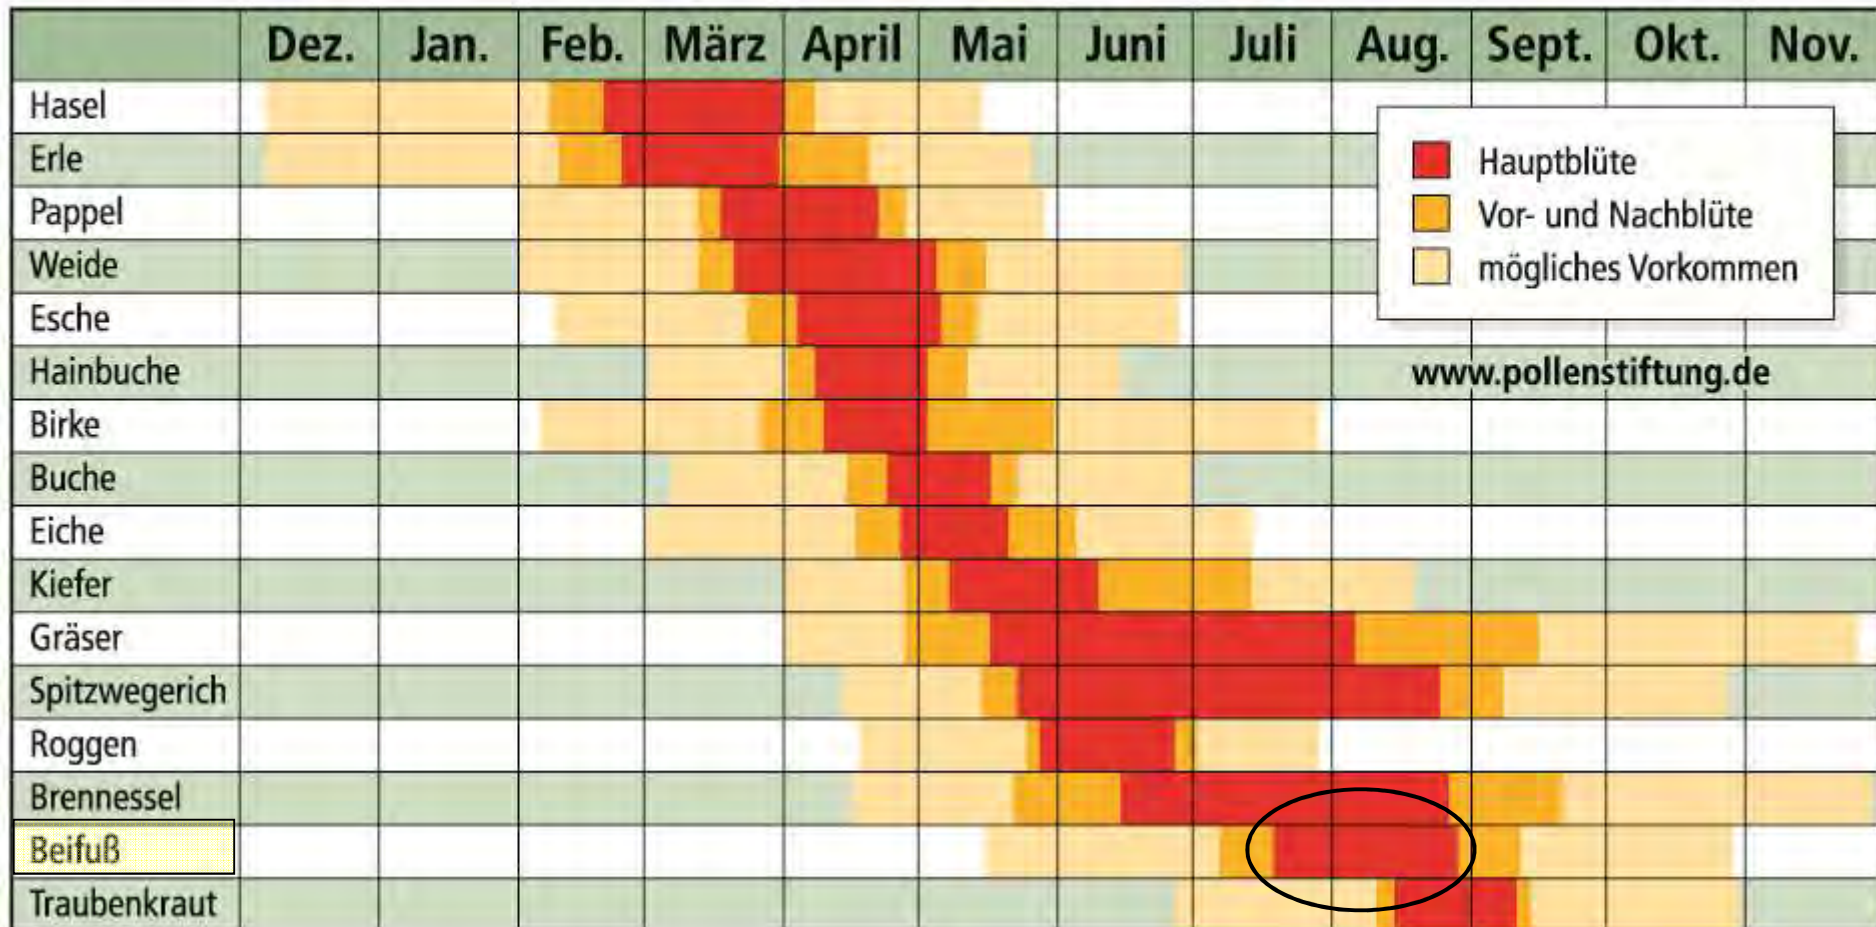 Dez. Jan. Feb. März April Mai Juni Juli Aug. Sept. Okt. Nov.
Hasel
Erle
Pappel
Weide
Esche
Hainbuche
Birke
Buche
Eiche
Kiefer
Gräser
Spitzwegerich
Roggen
Brennessel
Beifuß
Traubenkraut
Hauptblüte
Vor- und Nachblüte
mögliches Vorkommen
www.pollenstiftung.de